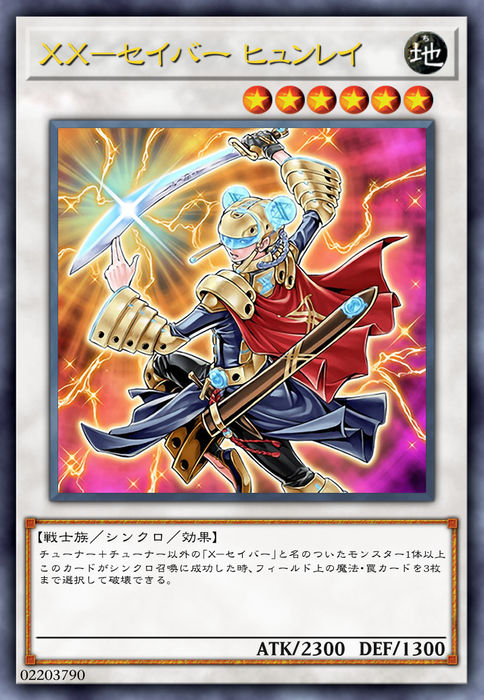 XX－セイバー ヒュンレイ
ち
地
【戦士族／シンクロ／効果】
チューナー＋チューナー以外の「X－セイバー」と名のついたモンスター1体以上
このカードがシンクロ召喚に成功した時、フィールド上の魔法・罠カードを3枚
まで選択して破壊できる。
ATK/2300 DEF/1300
02203790